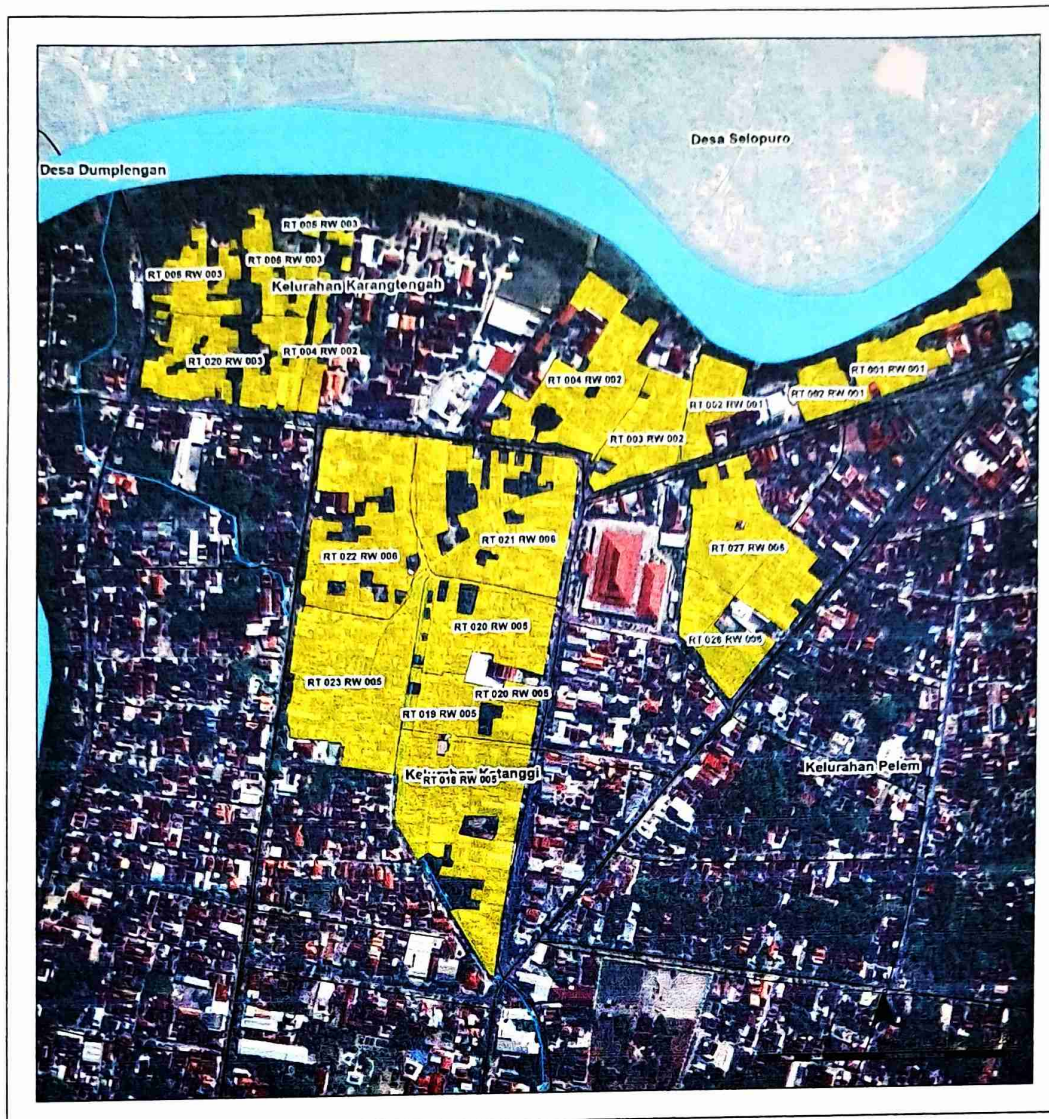 Desa Selopuro
Desa Dumplengan
RT 005 RW 003
RT 006 RW 003
RT 006 RW 003
Kelurahan Karangtengah
RT 020 RW 003
RT 004 RW 002
RT 004 RW 002
RT 001 RW 001
RT 002 RW 001
RT 002 RW 001
RT 003 RW 002
RT 022 RW 006
RT 021 RW 006
RT 027 RW 006
RT 020 RW 005
RT 026 RW 006
RT 023 RW 005
RT 020 RW 005
RT 019 RW 005
Kelurahan Ketanggi
RT 018 RW 005
Kelurahan Pelem